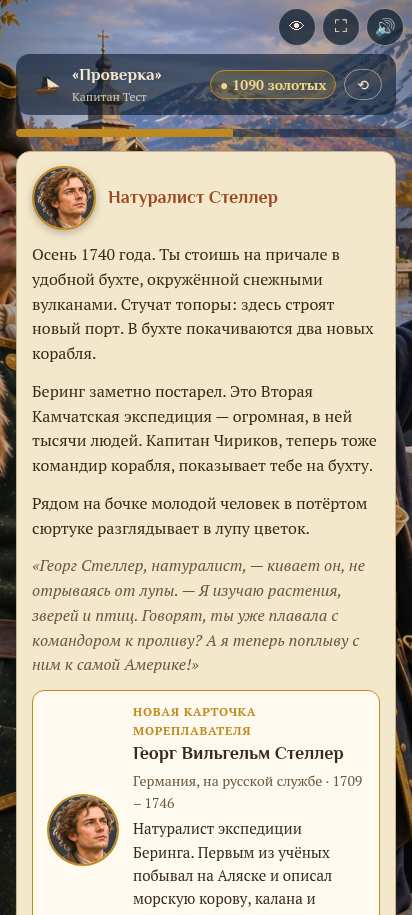 «Проверка»
Капитан Тест
● 1090 золотых
Натуралист Стеллер
Осень 1740 года. Ты стоишь на причале в
удобной бухте, окружённой снежными
вулканами. Стучат топоры: здесь строят
новый порт. В бухте покачиваются два новых
корабля.
Беринг заметно постарел. Это Вторая
Камчатская экспедиция — огромная, в ней
тысячи людей. Капитан Чириков, теперь тоже
командир корабля, показывает тебе на бухту.
Рядом на бочке молодой человек в потёртом
сюртуке разглядывает в лупу цветок.
«Георг Стеллер, натуралист, — кивает он, не
отрываясь от лупы. — Я изучаю растения,
зверей и птиц. Говорят, ты уже плавала с
командором к проливу? А я теперь поплыву с
ним к самой Америке!»
НОВАЯ КАРТОЧКА
МОРЕПЛАВАТЕЛЯ
Георг Вильгельм Стеллер
Германия, на русской службе · 1709
– 1746
Натуралист экспедиции
Беринга. Первым из учёных
побывал на Аляске и описал
морскую корову, калана и